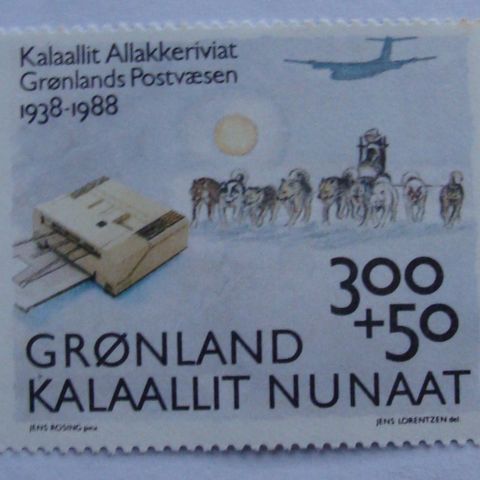 Kalaallit Allakkeriviat
Grønlands Postvæsen
1938-1988
300
+50
GRØNLAND
KALAALLIT NUNAAT
JENS ROSING pinx. JENS LORENTZEN del.